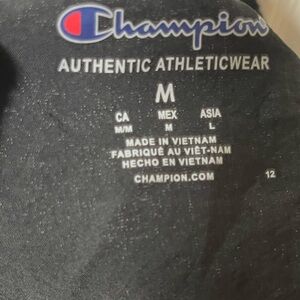 Champion
AUTHENTIC ATHLETICWEAR
M
CA MEX ASIA
M/M M L
MADE IN VIETNAM
FABRIQUÉ AU VIÊT-NAM
HECHO EN VIETNAM
CHAMPION.COM 12